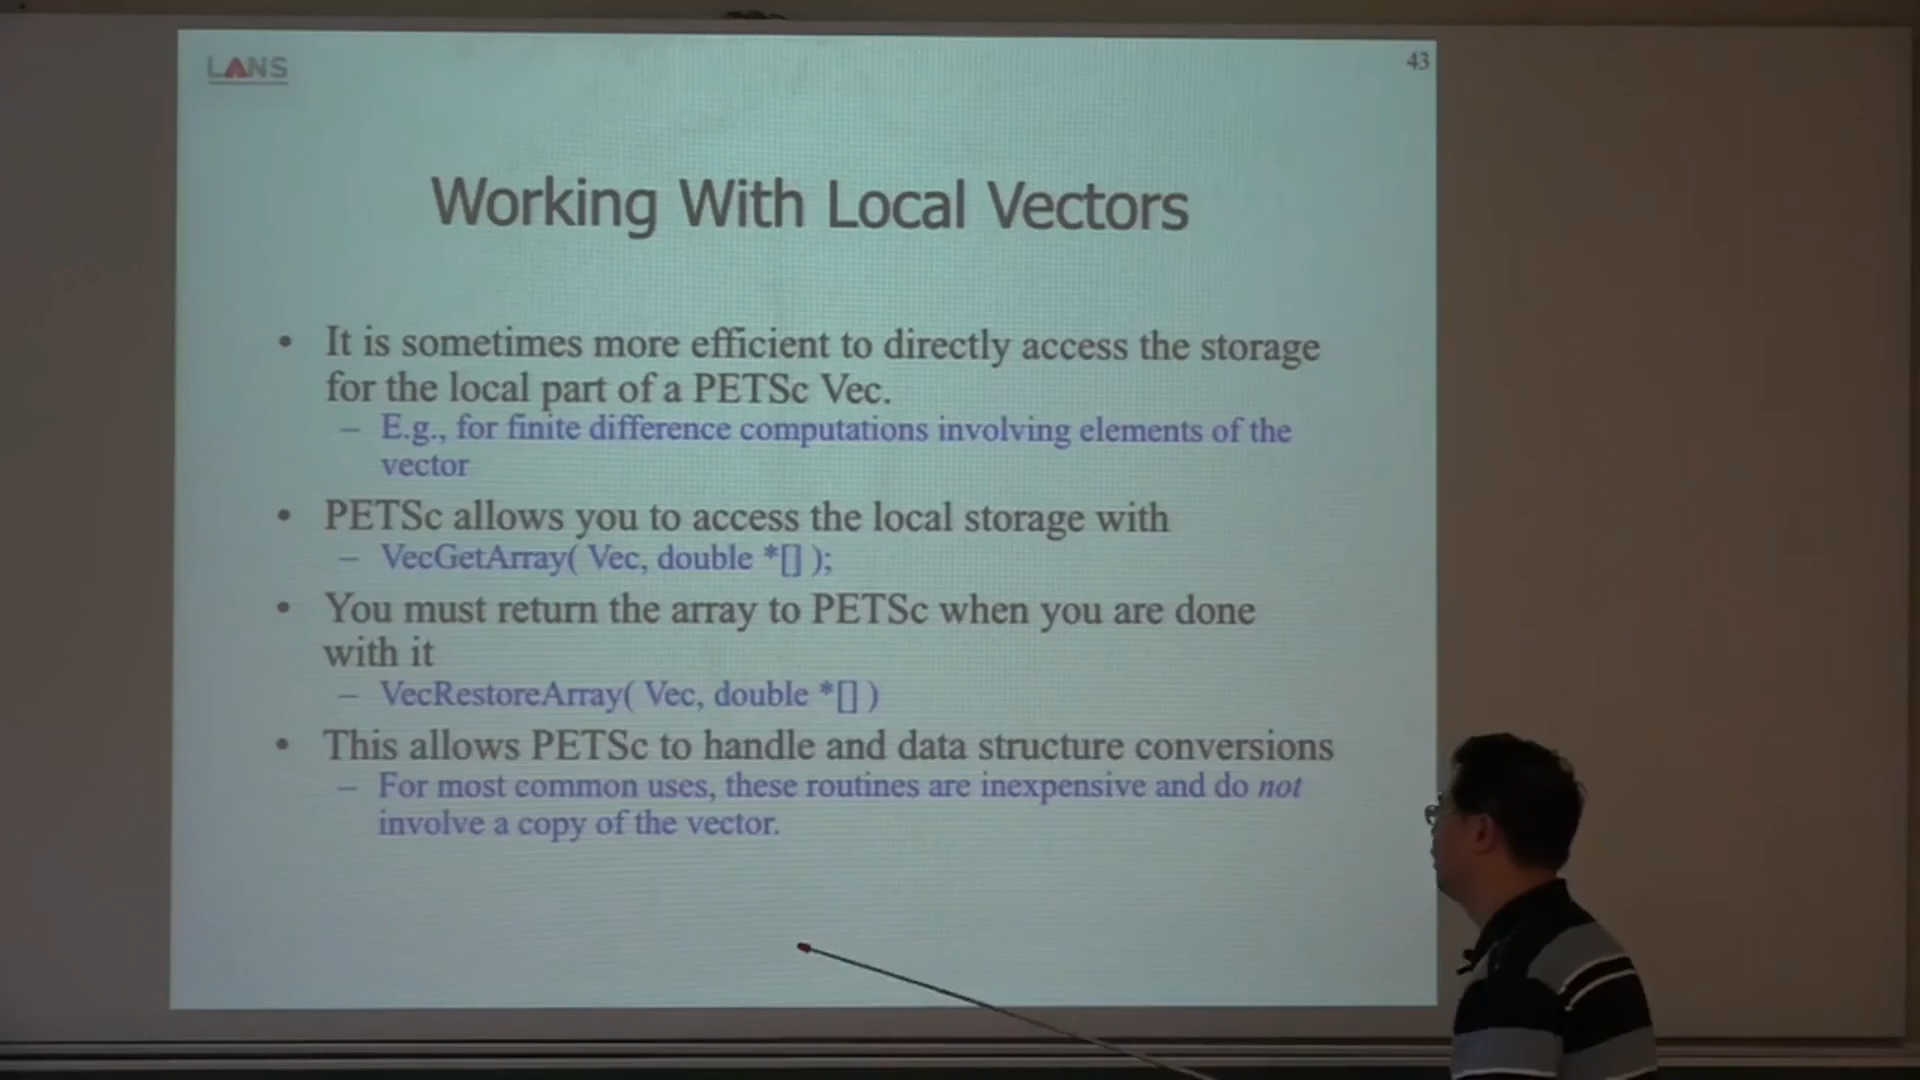 LANS
43
Working With Local Vectors
• It is sometimes more efficient to directly access the storage
for the local part of a PETSc Vec.
– E.g., for finite difference computations involving elements of the
vector
• PETSc allows you to access the local storage with
– VecGetArray( Vec, double *[] );
• You must return the array to PETSc when you are done
with it
– VecRestoreArray( Vec, double *[] )
• This allows PETSc to handle and data structure conversions
– For most common uses, these routines are inexpensive and do not
involve a copy of the vector.